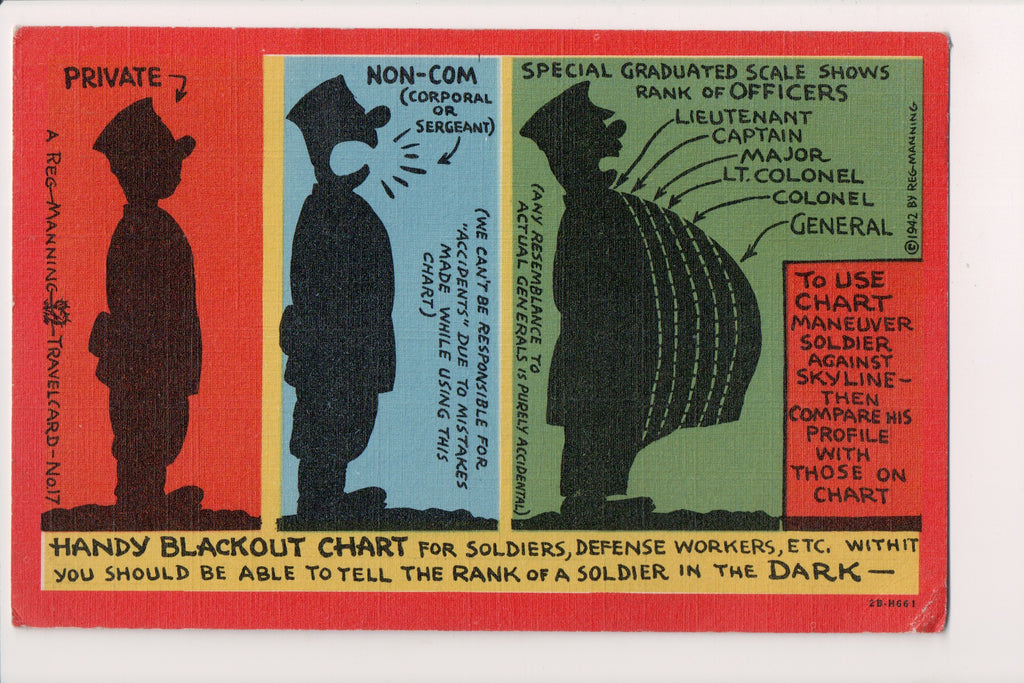 PRIVATE
A REG MANNING TRAVELCARD - No.17
NON-COM
(CORPORAL
OR
SERGEANT)
(WE CAN'T BE RESPONSIBLE FOR
"ACCIDENTS" DUE TO MISTAKES
MADE WHILE USING THIS
CHART)
SPECIAL GRADUATED SCALE SHOWS
RANK OF OFFICERS
LIEUTENANT
CAPTAIN
MAJOR
LT. COLONEL
COLONEL
GENERAL
(ANY RESEMBLANCE TO
ACTUAL GENERALS IS PURELY ACCIDENTAL)
©1942 BY REG-MANNING
TO USE
CHART
MANEUVER
SOLDIER
AGAINST
SKYLINE—
THEN
COMPARE HIS
PROFILE
WITH
THOSE ON
CHART
HANDY BLACKOUT CHART FOR SOLDIERS, DEFENSE WORKERS, ETC. WITH IT
YOU SHOULD BE ABLE TO TELL THE RANK OF A SOLDIER IN THE DARK—
2B-H661